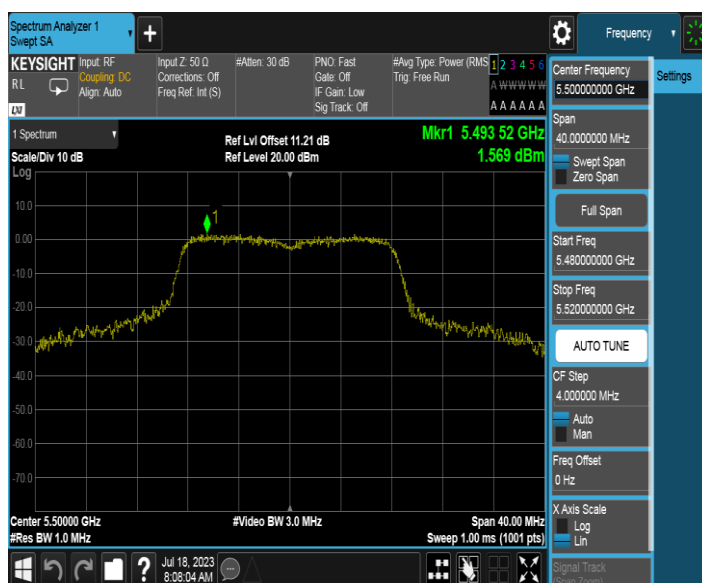 Spectrum Analyzer 1
Swept SA
Frequency
KEYSIGHT
Input: RF
Input Z: 50 Ω
#Atten: 30 dB
PNO: Fast
#Avg Type: Power (RMS
1 2 3 4 5 6
RL
Coupling: DC
Corrections: Off
Gate: Off
Trig: Free Run
A W W W W W
Align: Auto
Freq Ref: Int (S)
IF Gain: Low
Sig Track: Off
A A A A A A
LXI
Center Frequency
5.500000000 GHz
Settings
Span
40.0000000 MHz
Swept Span
Zero Span
Full Span
Start Freq
5.480000000 GHz
Stop Freq
5.520000000 GHz
AUTO TUNE
CF Step
4.000000 MHz
Auto
Man
Freq Offset
0 Hz
X Axis Scale
Log
Lin
Signal Track
(Span Zoom)
1 Spectrum
Ref Lvl Offset 11.21 dB
Mkr1 5.493 52 GHz
Scale/Div 10 dB
Ref Level 20.00 dBm
1.569 dBm
Log
10.0
1
0.00
-10.0
-20.0
-30.0
-40.0
-50.0
-60.0
-70.0
Center 5.50000 GHz
#Video BW 3.0 MHz
Span 40.00 MHz
#Res BW 1.0 MHz
Sweep 1.00 ms (1001 pts)
?
Jul 18, 2023
8:08:04 AM